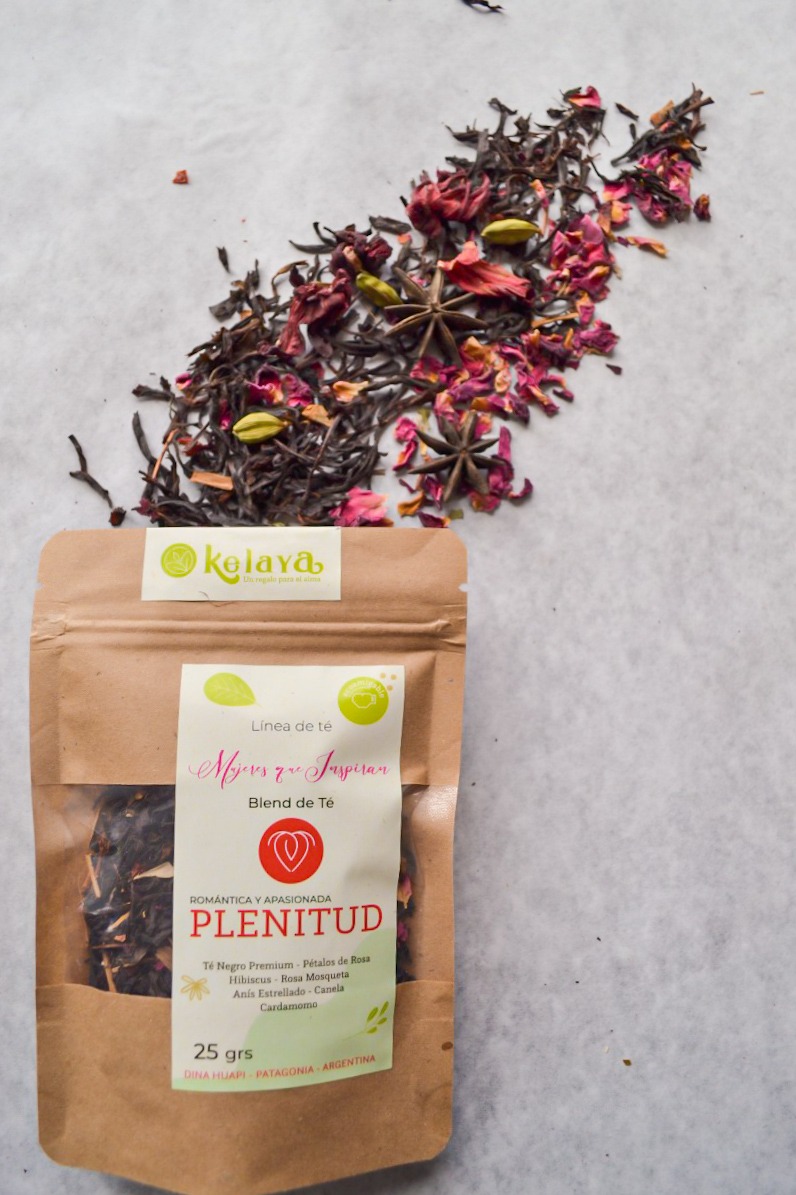 kelaya
Un regalo para el alma
Línea de té
Mujeres que Inspiran
Blend de Té
ROMÁNTICA Y APASIONADA
PLENITUD
Té Negro Premium - Pétalos de Rosa
Hibiscus - Rosa Mosqueta
Anís Estrellado - Canela
Cardamomo
25 grs
DINA HUAPI - PATAGONIA - ARGENTINA